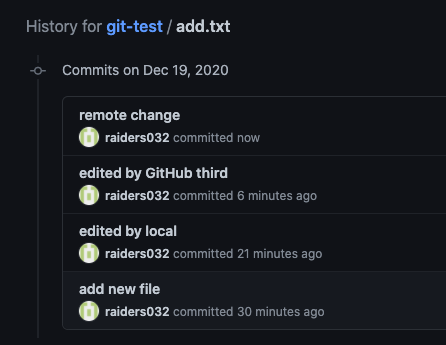 History for git-test / add.txt
Commits on Dec 19, 2020
remote change
raiders032 committed now
edited by GitHub third
raiders032 committed 6 minutes ago
edited by local
raiders032 committed 21 minutes ago
add new file
raiders032 committed 30 minutes ago